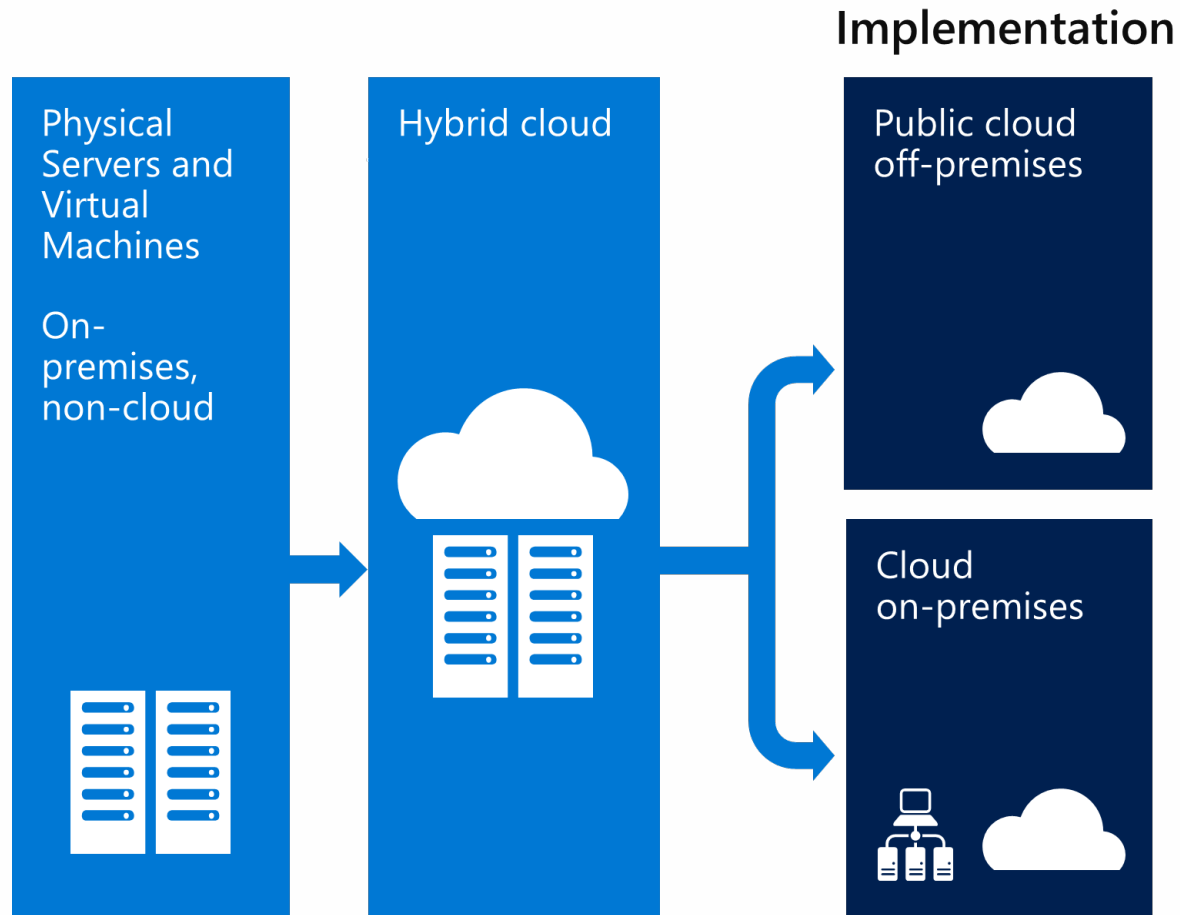 Implementation
Physical
Servers and
Virtual
Machines
On-
premises,
non-cloud
Hybrid cloud
Public cloud
off-premises
Cloud
on-premises